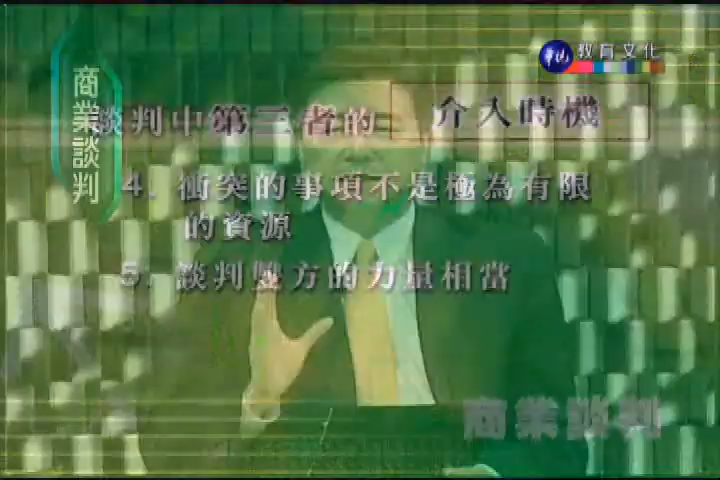 華視 教育文化
商業談判
談判中第三者的 介入時機
4. 衝突的事項不是極為有限
的資源
5. 談判雙方的力量相當
商業談判